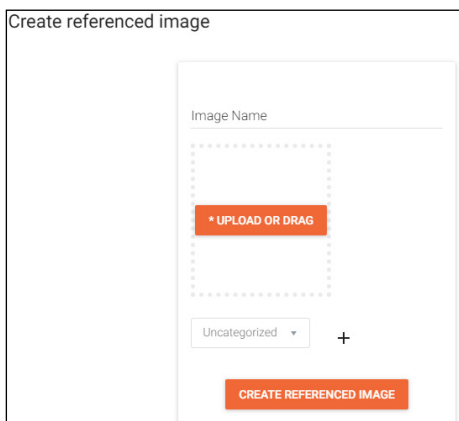 Create referenced image
Image Name
* UPLOAD OR DRAG
Uncategorized
CREATE REFERENCED IMAGE